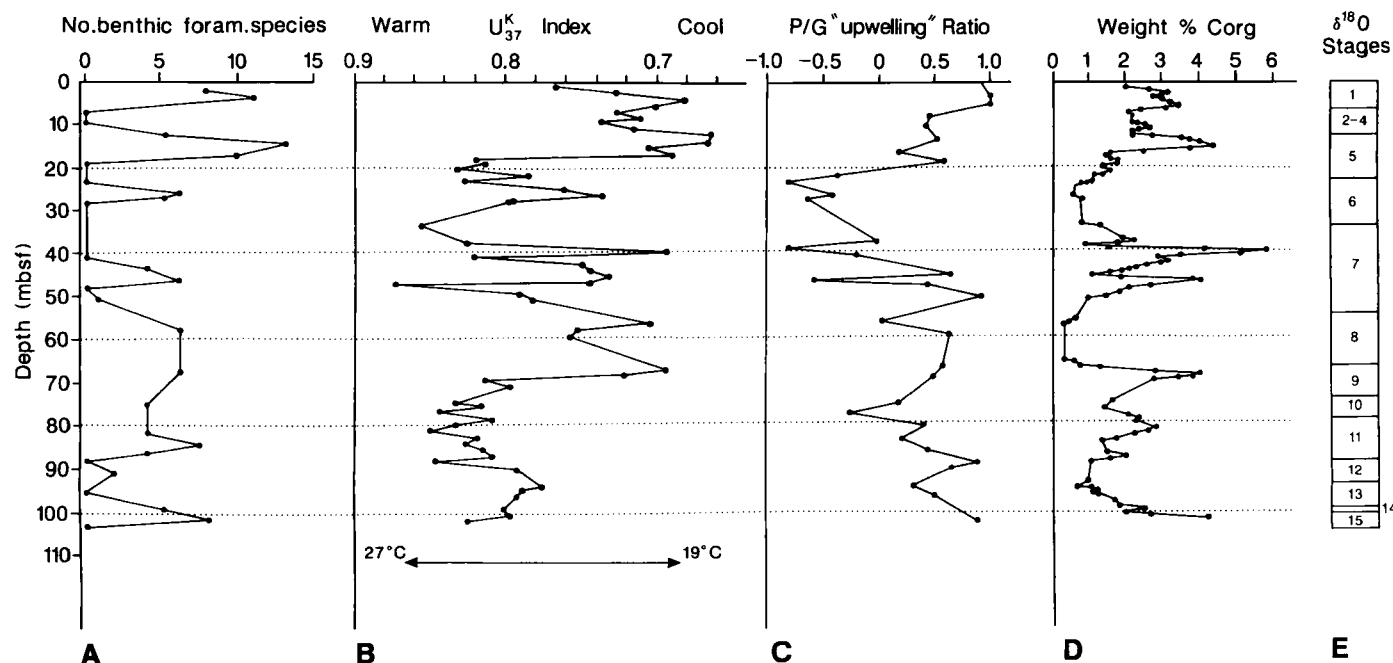 No.benthic foram.species
0 5 10 15
Warm U37K Index Cool
0.9 0.8 0.7
P/G "upwelling" Ratio
-1.0 -0.5 0 0.5 1.0
Weight % Corg
0 1 2 3 4 5 6
δ18O
Stages
Depth (mbsf)
0
10
20
30
40
50
60
70
80
90
100
110
27°C 19°C
1
2-4
5
6
7
8
9
10
11
12
13
14
15
A B C D E